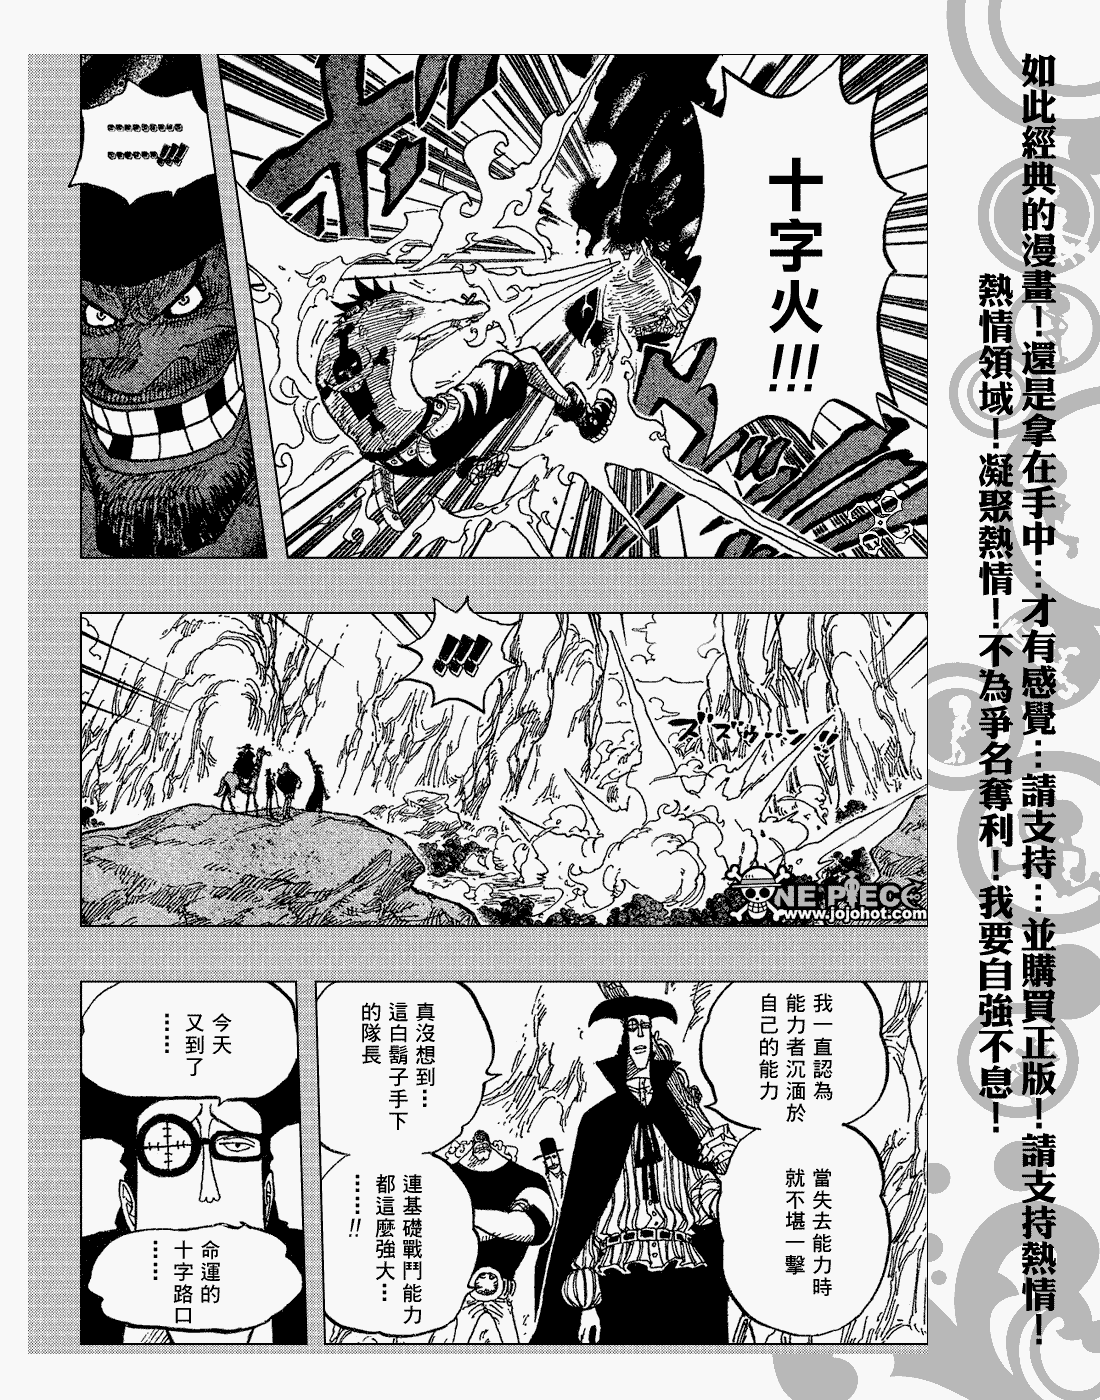 如此經典的漫畫！還是拿在手中…才有感覺…請支持…並購買正版！請支持熱情！
熱情領域！凝聚熱情！不為爭名奪利！我要自強不息！
十字火!!!
…………
………!!!
!!!!
ズズゥ…ン!!
ONE PIECE
www.jojohot.com
我一直認為
能力者沉湎於
自己的能力
當失去能力時
就不堪一擊
真沒想到…
這白鬍子手下
的隊長
連基礎戰鬥能力
都這麼強大…
……!!
今天
又到了
……
命運的
十字路口
……